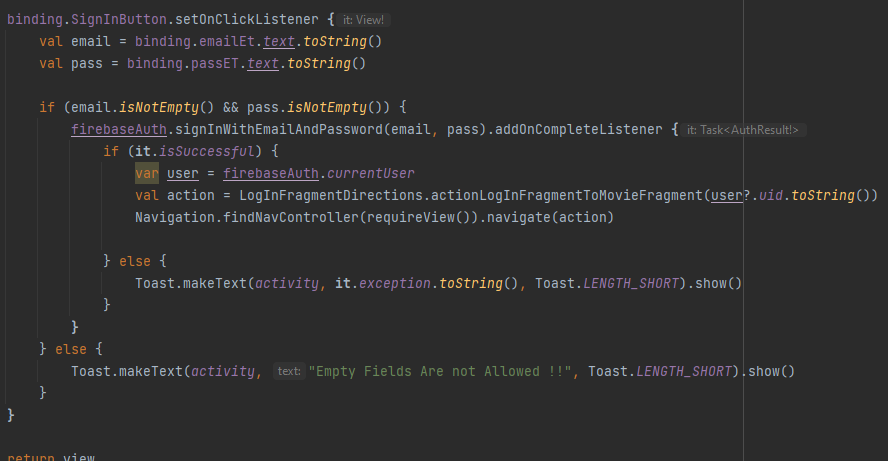 binding.SignInButton.setOnClickListener { it: View!
    val email = binding.emailEt.text.toString()
    val pass = binding.passET.text.toString()
    if (email.isNotEmpty() && pass.isNotEmpty()) {
        firebaseAuth.signInWithEmailAndPassword(email, pass).addOnCompleteListener { it: Task<AuthResult!>
            if (it.isSuccessful) {
                var user = firebaseAuth.currentUser
                val action = LogInFragmentDirections.actionLogInFragmentToMovieFragment(user?.uid.toString())
                Navigation.findNavController(requireView()).navigate(action)
            } else {
                Toast.makeText(activity, it.exception.toString(), Toast.LENGTH_SHORT).show()
            }
        }
    } else {
        Toast.makeText(activity, text: "Empty Fields Are not Allowed !!", Toast.LENGTH_SHORT).show()
    }
}
return view